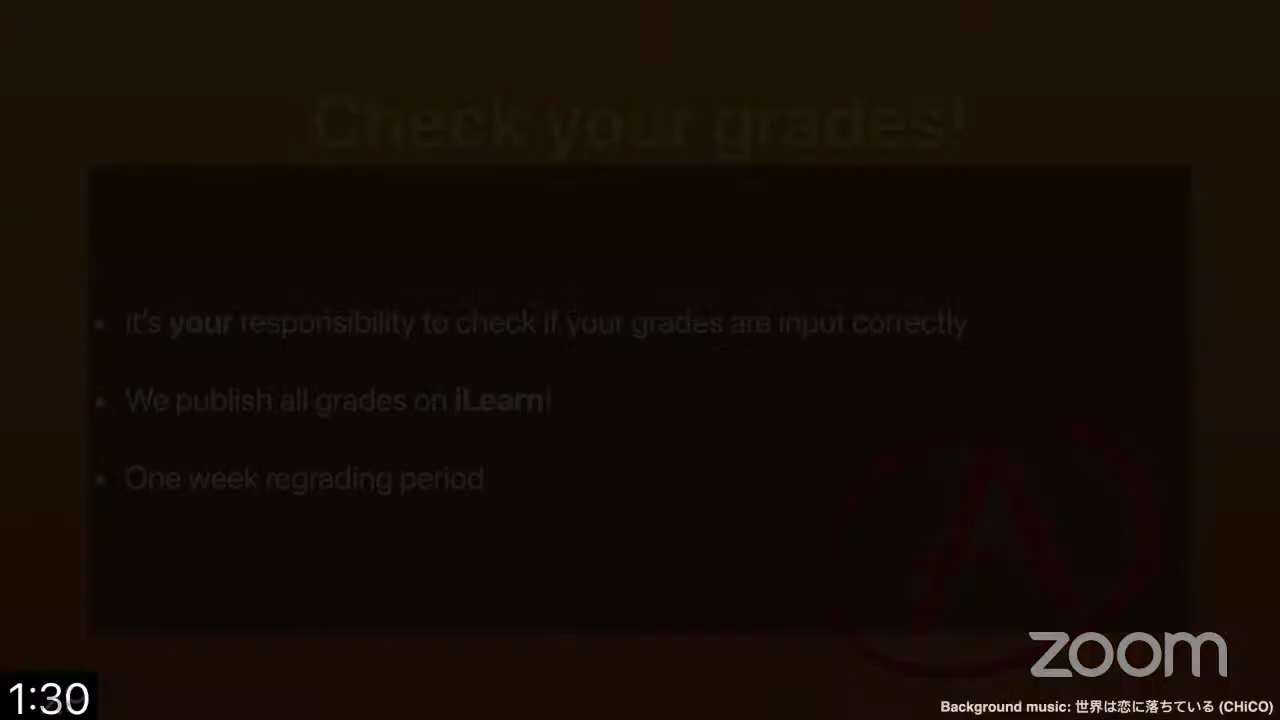 Check your grades!
It's your responsibility to check if your grades are input correctly
We publish all grades on iLearn!
One week regrading period
A
zoom
1:30
Background music: 世界は恋に落ちている (CHiCO)